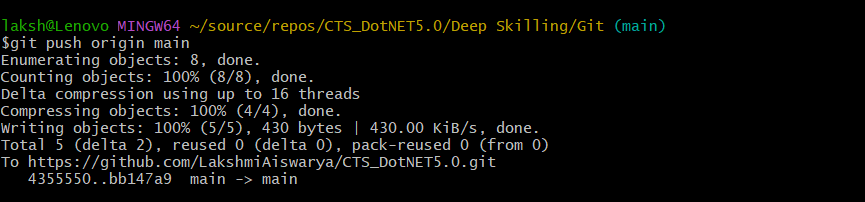 laksh@Lenovo MINGW64 ~/source/repos/CTS_DotNET5.0/Deep Skilling/Git (main)
$git push origin main
Enumerating objects: 8, done.
Counting objects: 100% (8/8), done.
Delta compression using up to 16 threads
Compressing objects: 100% (4/4), done.
Writing objects: 100% (5/5), 430 bytes | 430.00 KiB/s, done.
Total 5 (delta 2), reused 0 (delta 0), pack-reused 0 (from 0)
To https://github.com/LakshmiAiswarya/CTS_DotNET5.0.git
   4355550..bb147a9  main -> main